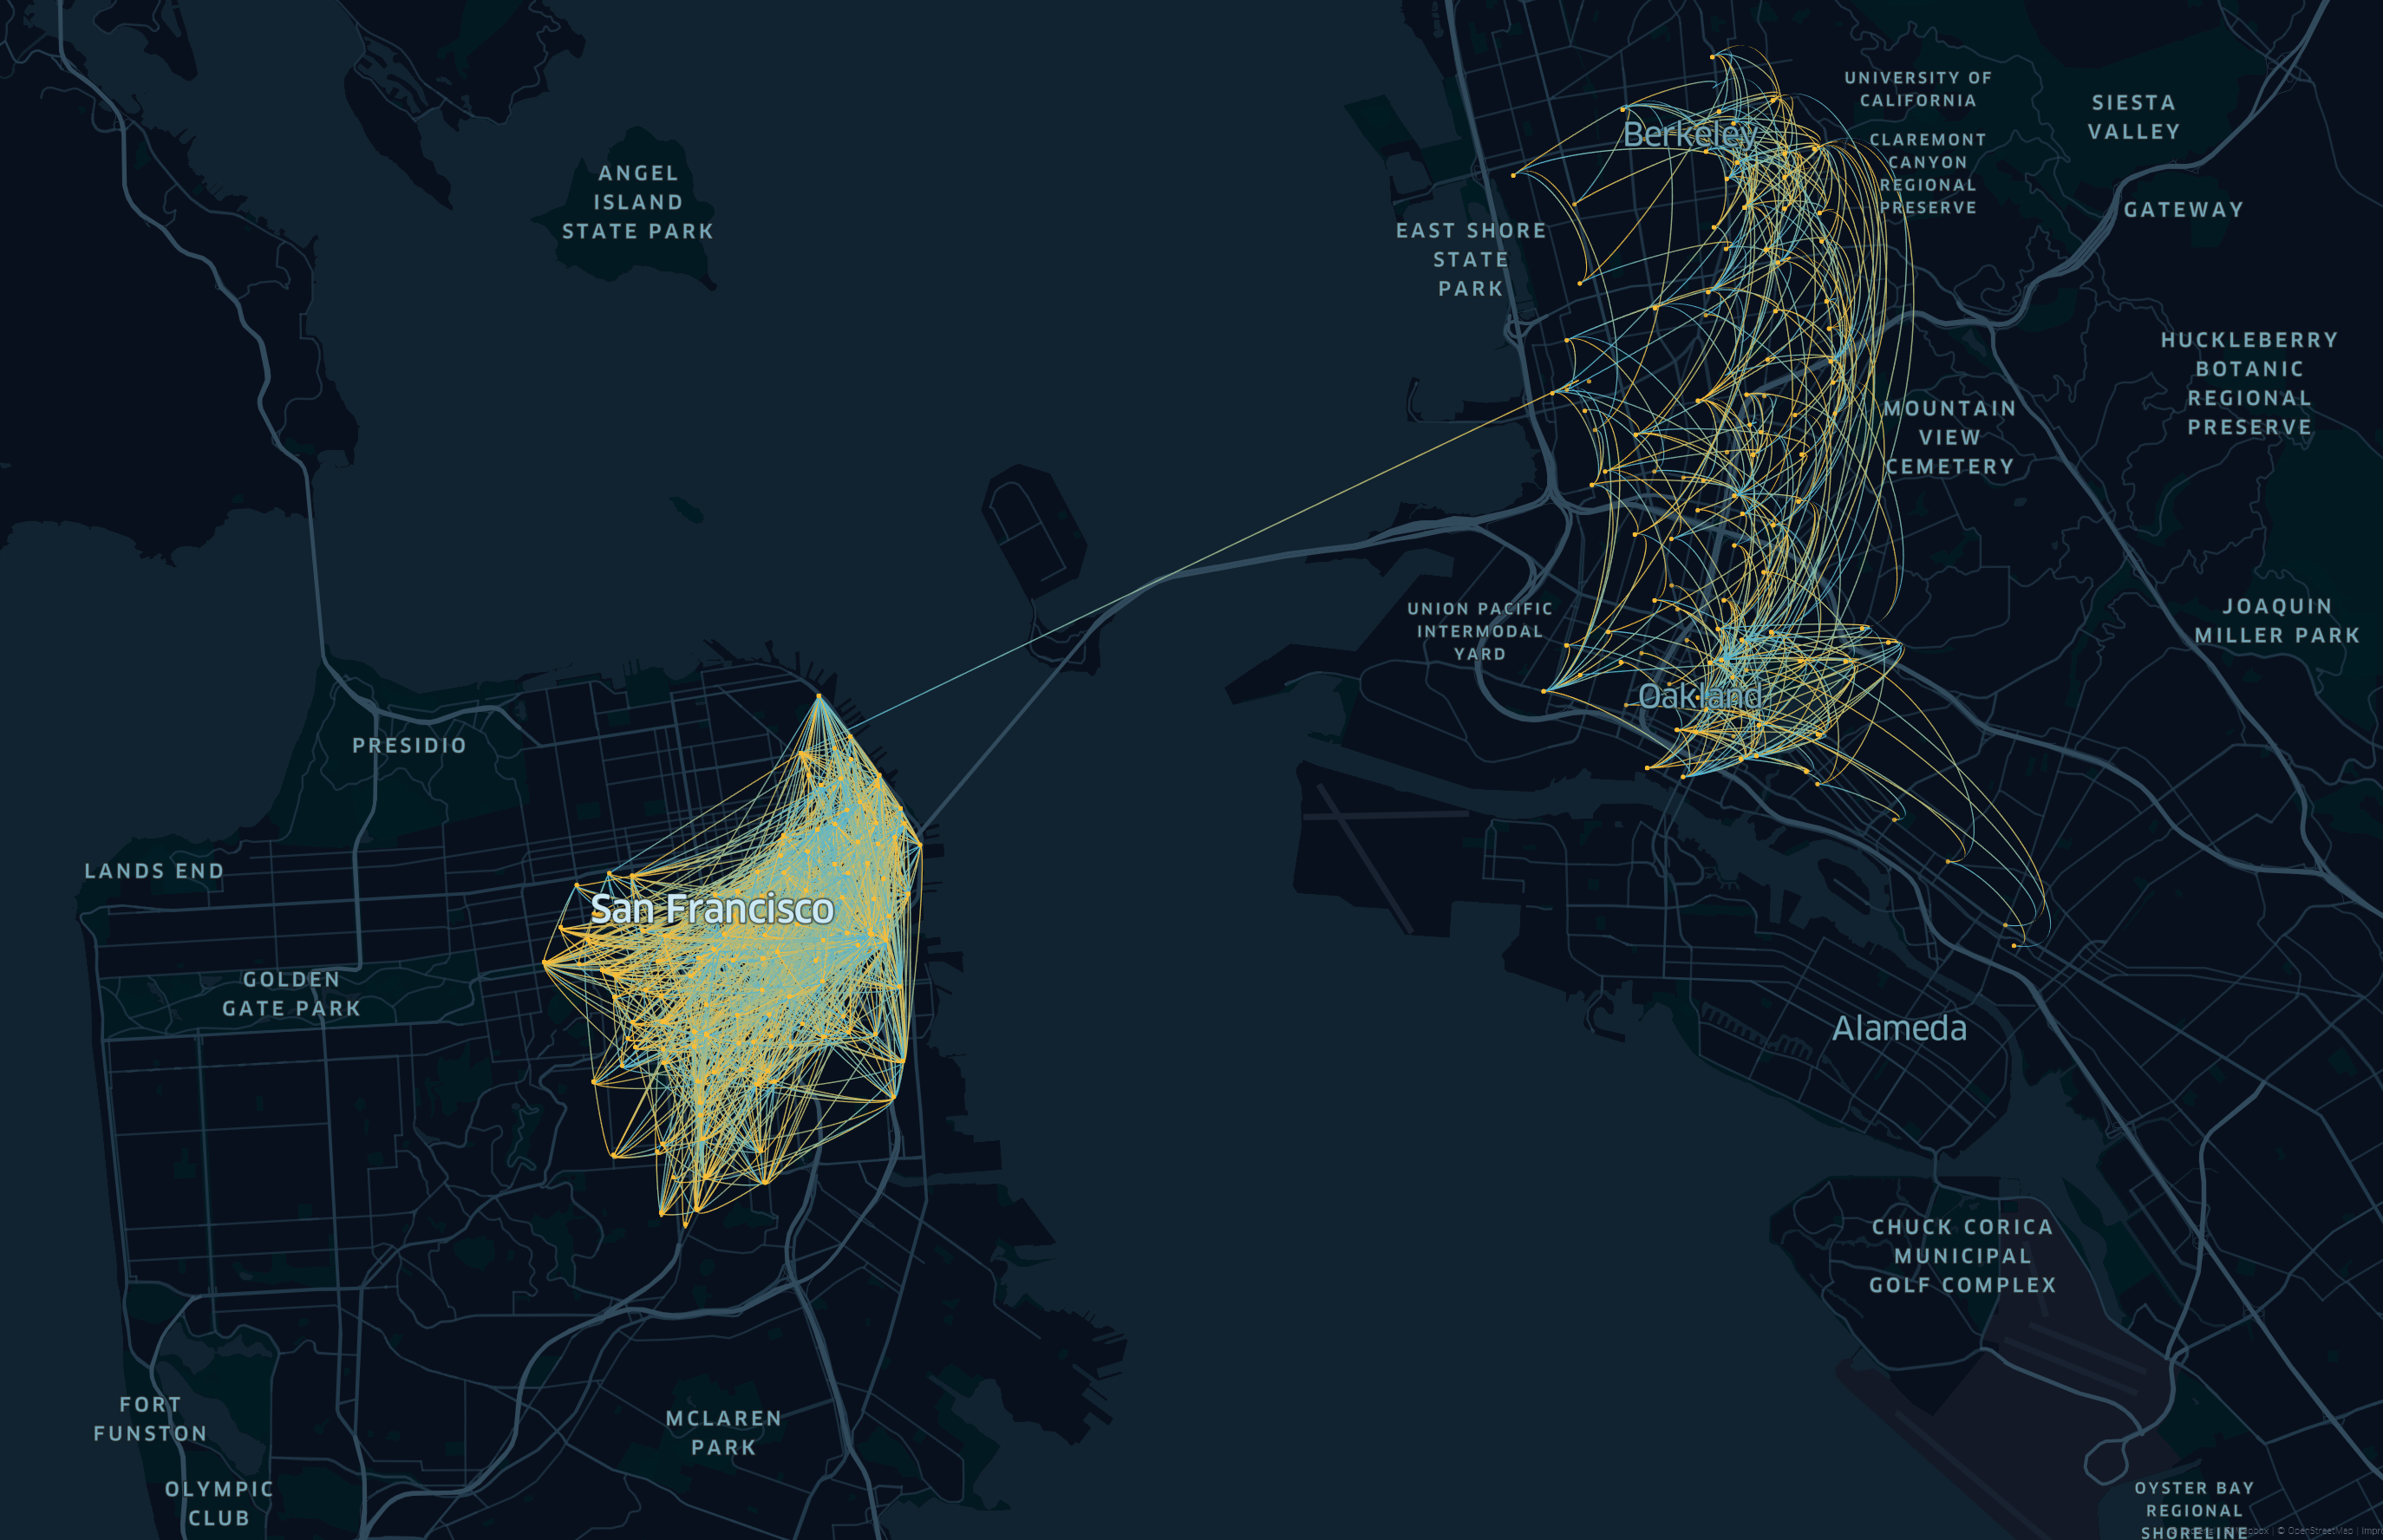 UNIVERSITY OF
CALIFORNIA
SIESTA
VALLEY
Berkeley
CLAREMONT
CANYON
REGIONAL
PRESERVE
ANGEL
ISLAND
STATE PARK
GATEWAY
EAST SHORE
STATE
PARK
HUCKLEBERRY
BOTANIC
REGIONAL
PRESERVE
MOUNTAIN
VIEW
CEMETERY
UNION PACIFIC
INTERMODAL
YARD
JOAQUIN
MILLER PARK
Oakland
PRESIDIO
LANDS END
San Francisco
GOLDEN
GATE PARK
Alameda
CHUCK CORICA
MUNICIPAL
GOLF COMPLEX
FORT
FUNSTON
MCLAREN
PARK
OLYMPIC
CLUB
OYSTER BAY
REGIONAL
SHORELINE
© OpenStreetMap |